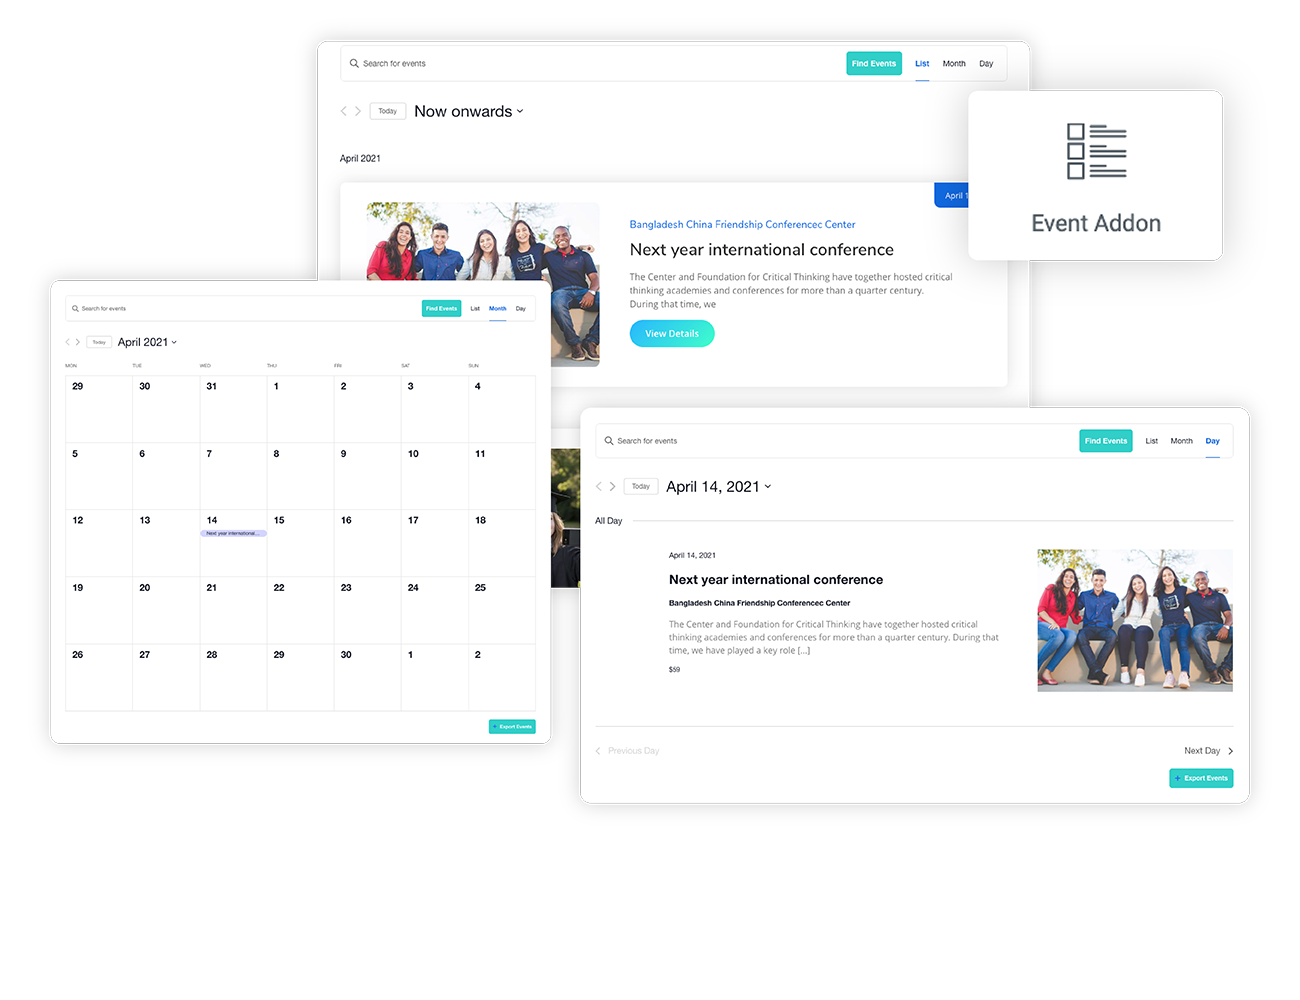 Search for events
Find Events
List
Month
Day
Today
Now onwards
April 2021
April 1
Bangladesh China Friendship Conferencec Center
Next year international conference
The Center and Foundation for Critical Thinking have together hosted critical
thinking academies and conferences for more than a quarter century.
During that time, we
View Details
Event Addon
Search for events
Find Events
List
Month
Day
Today
April 2021
MON TUE WED THU FRI SAT SUN
29 30 31 1 2 3 4
5 6 7 8 9 10 11
12 13 14 15 16 17 18
Next year international...
19 20 21 22 23 24 25
26 27 28 29 30 1 2
+ Export Events
Search for events
Find Events
List
Month
Day
Today
April 14, 2021
All Day
April 14, 2021
Next year international conference
Bangladesh China Friendship Conferencec Center
The Center and Foundation for Critical Thinking have together hosted critical
thinking academies and conferences for more than a quarter century. During that
time, we have played a key role [...]
$59
Previous Day
Next Day
+ Export Events